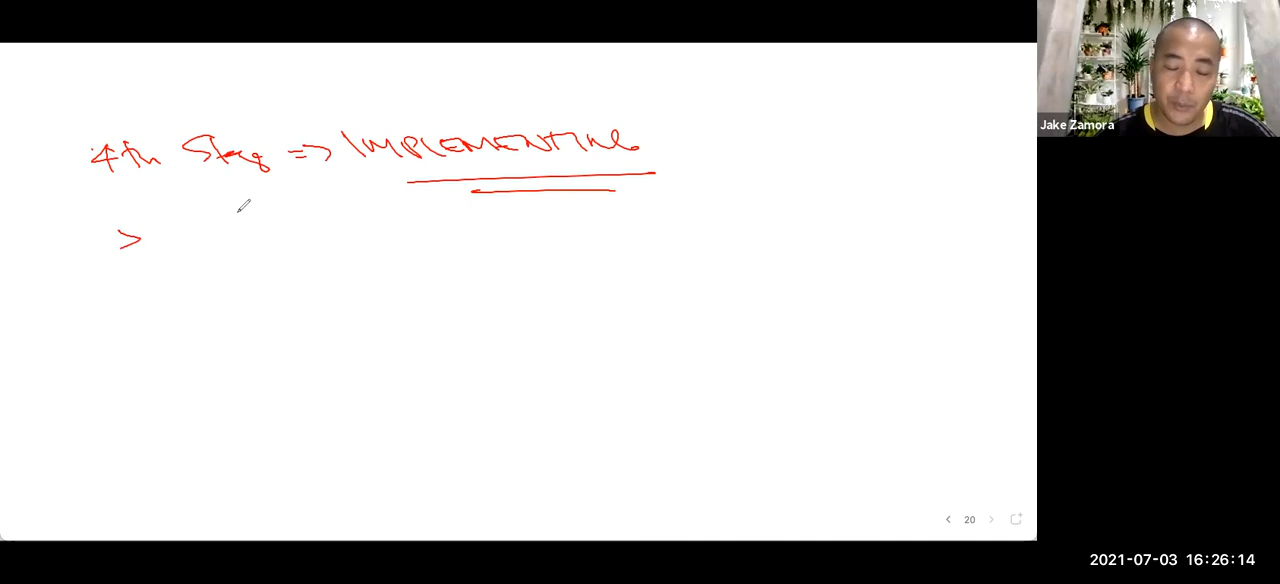 4th Stage => IMPLEMENTING
>
Jake Zamora
< 20 >
2021-07-03 16:26:14